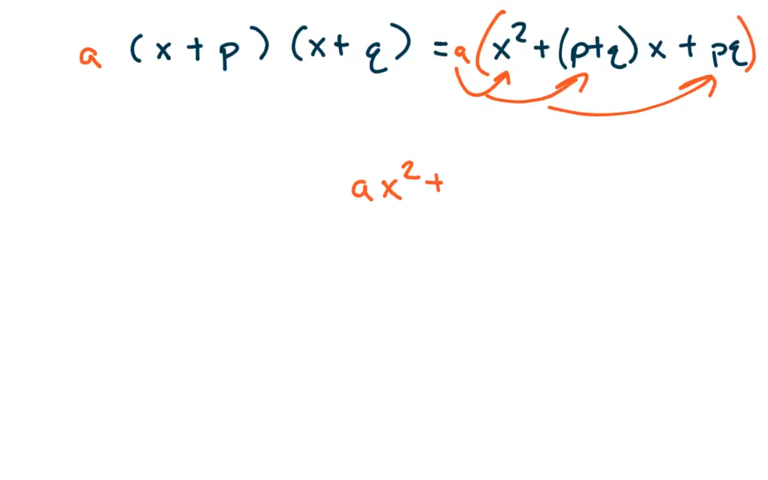 a (x+p)(x+q) = a(x²+(p+q)x + pq)
ax²+